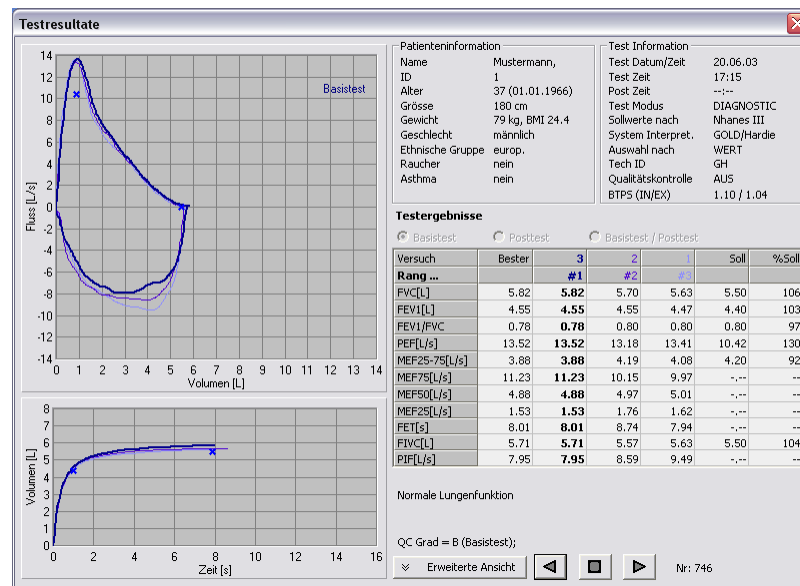 Testresultate
14
12
10
8
6
4
2
0
-2
-4
-6
-8
-10
-12
-14
Fluss [L/s]
Basistest
0 1 2 3 4 5 6 7 8 9 10 11 12 13 14
Volumen [L]
8
7
6
5
4
3
2
1
0
Volumen [L]
0 2 4 6 8 10 12 14 16
Zeit [s]
Patienteninformation
Name Mustermann,
ID 1
Alter 37 (01.01.1966)
Grösse 180 cm
Gewicht 79 kg, BMI 24.4
Geschlecht männlich
Ethnische Gruppe europ.
Raucher nein
Asthma nein
Test Information
Test Datum/Zeit 20.06.03
Test Zeit 17:15
Post Zeit --:--
Test Modus DIAGNOSTIC
Sollwerte nach Nhanes III
System Interpret. GOLD/Hardie
Auswahl nach WERT
Tech ID GH
Qualitätskontrolle AUS
BTPS (IN/EX) 1.10 / 1.04
Testergebnisse
Basistest Posttest Basistest / Posttest
Versuch Bester 3 2 1 Soll %Soll
Rang ... #1 #2 #3
FVC[L] 5.82 5.82 5.70 5.63 5.50 106
FEV1[L] 4.55 4.55 4.55 4.47 4.40 103
FEV1/FVC 0.78 0.78 0.80 0.80 0.80 97
PEF[L/s] 13.52 13.52 13.18 13.41 10.42 130
MEF25-75[L/s] 3.88 3.88 4.19 4.08 4.20 92
MEF75[L/s] 11.23 11.23 10.15 9.97 -.-- --
MEF50[L/s] 4.88 4.88 4.97 5.01 -.-- --
MEF25[L/s] 1.53 1.53 1.76 1.62 -.-- --
FET[s] 8.01 8.01 8.74 7.94 -.-- --
FIVC[L] 5.71 5.71 5.57 5.63 5.50 104
PIF[L/s] 7.95 7.95 8.59 9.49 -.-- --
Normale Lungenfunktion
QC Grad = B (Basistest);
Erweiterte Ansicht Nr: 746